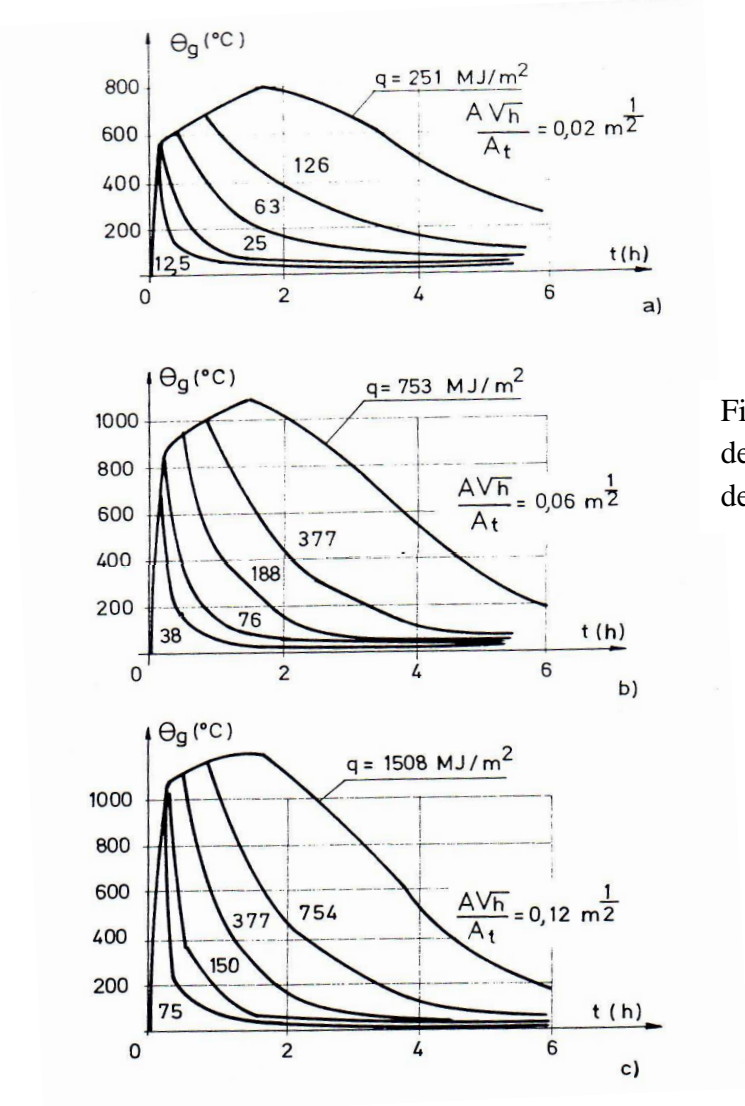 Θg (°C)
800
600
400
200
q = 251 MJ/m²
A√h / At = 0,02 m^1/2
126
63
25
12,5
t (h)
0 2 4 6
a)
Θg (°C)
1000
800
600
400
200
q = 753 MJ/m²
A√h / At = 0,06 m^1/2
377
188
76
38
t (h)
0 2 4 6
b)
Fi
de
de
Θg (°C)
1000
800
600
400
200
q = 1508 MJ/m²
A√h / At = 0,12 m^1/2
754
377
150
75
t (h)
0 2 4 6
c)